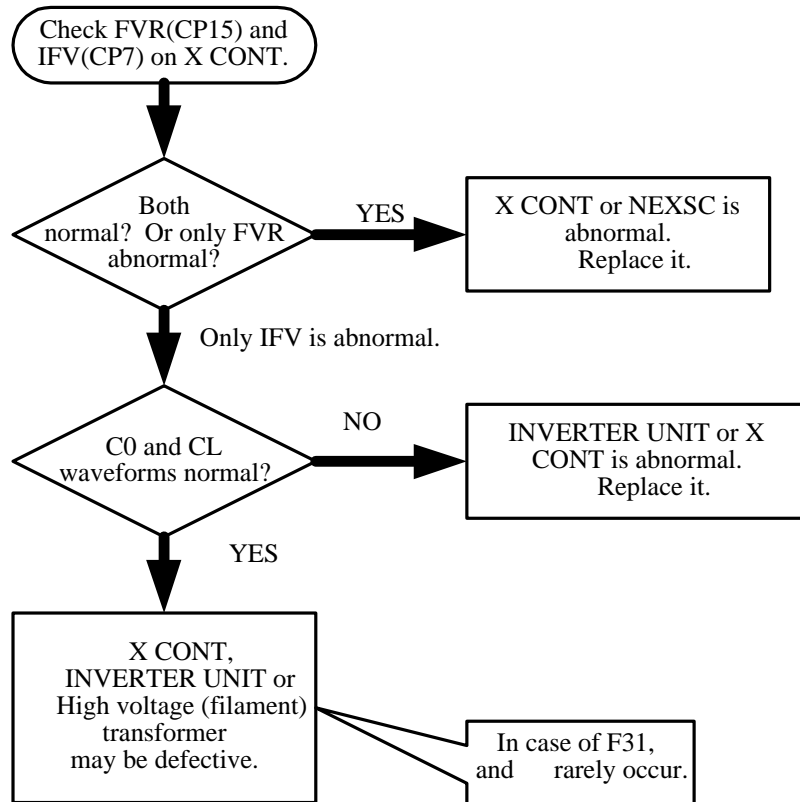 Check FVR(CP15) and
IFV(CP7) on X CONT.
Both
normal? Or only FVR
abnormal?
YES
X CONT or NEXSC is
abnormal.
Replace it.
Only IFV is abnormal.
C0 and CL
waveforms normal?
NO
INVERTER UNIT or X
CONT is abnormal.
Replace it.
YES
X CONT,
INVERTER UNIT or
High voltage (filament)
transformer
may be defective.
In case of F31,
and rarely occur.